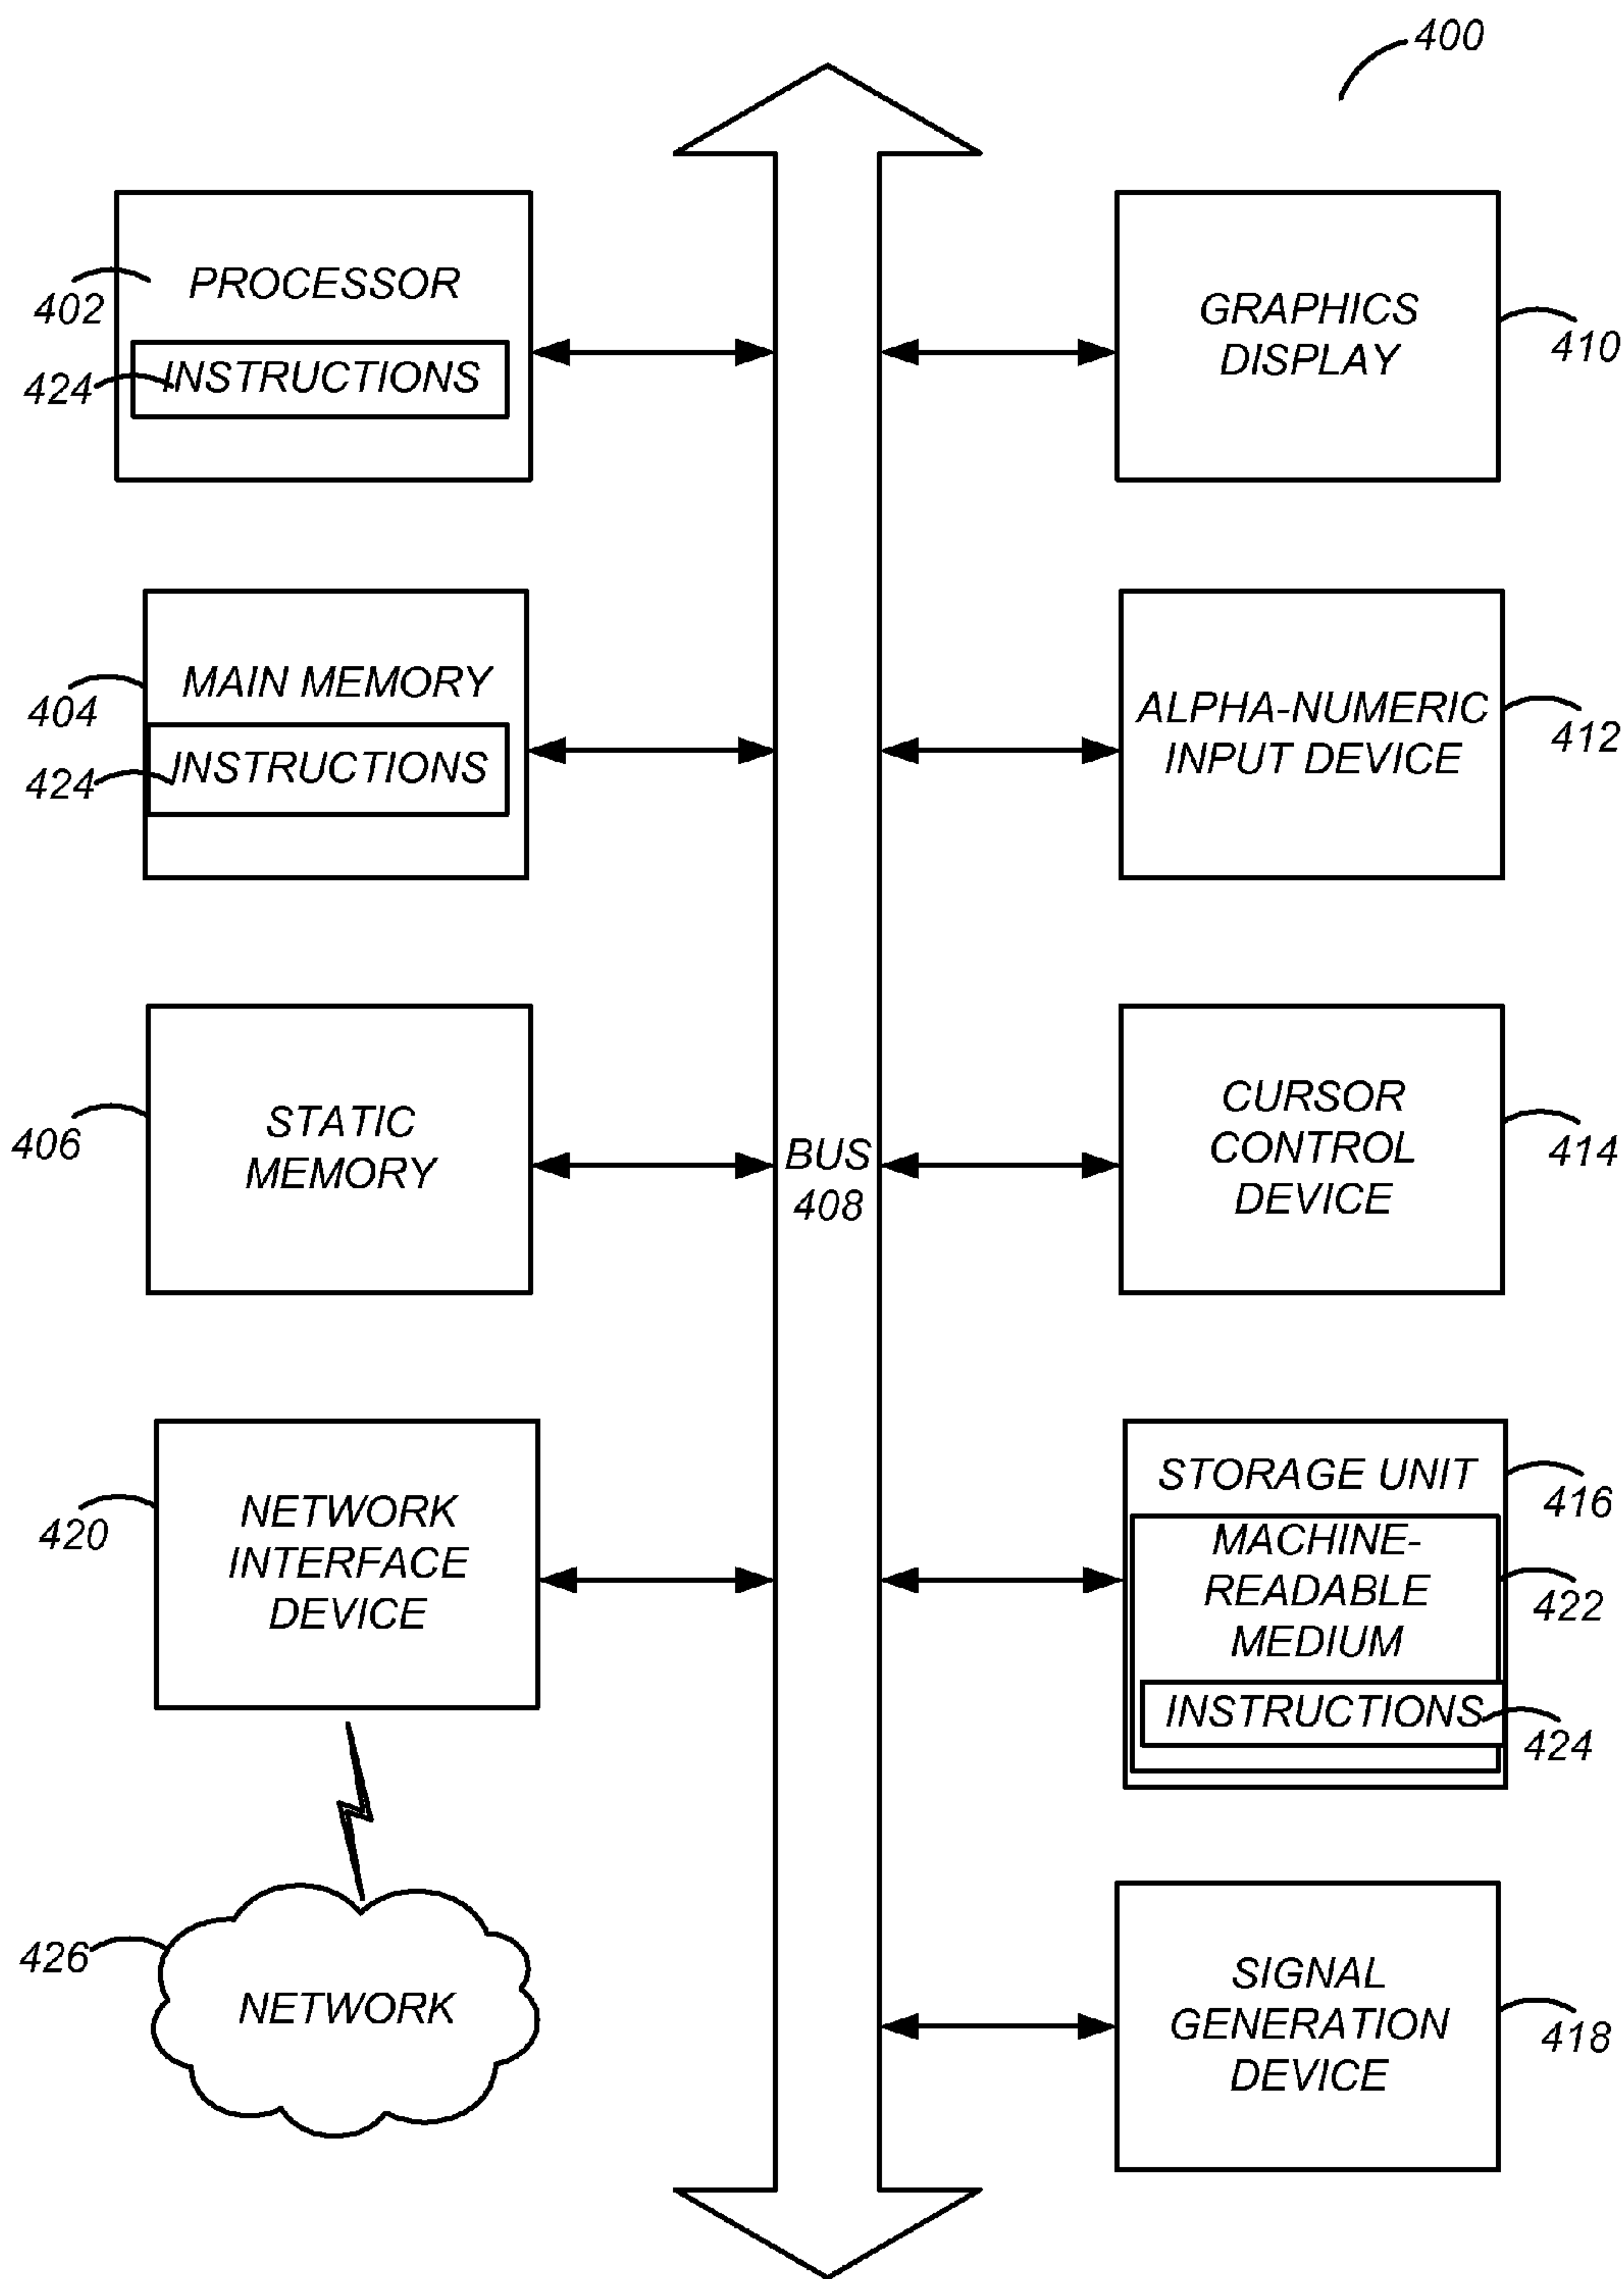 400
PROCESSOR
402
INSTRUCTIONS
424
GRAPHICS
DISPLAY
410
MAIN MEMORY
404
INSTRUCTIONS
424
ALPHA-NUMERIC
INPUT DEVICE
412
STATIC
MEMORY
406
BUS
408
CURSOR
CONTROL
DEVICE
414
NETWORK
INTERFACE
DEVICE
420
STORAGE UNIT
416
MACHINE-
READABLE
MEDIUM
422
INSTRUCTIONS
424
426
NETWORK
SIGNAL
GENERATION
DEVICE
418